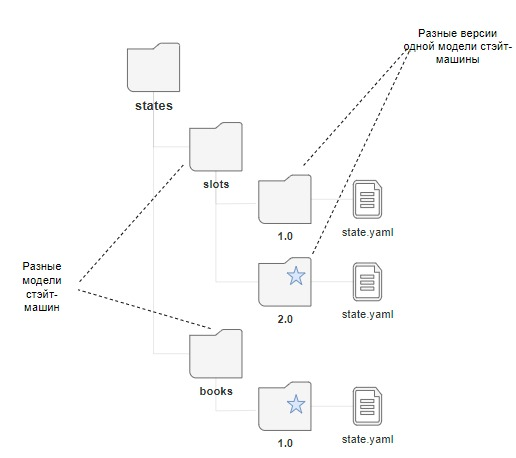 Разные версии
одной модели стэйт-
машины
states
slots
1.0
state.yaml
2.0
state.yaml
Разные
модели
стэйт-
машин
books
1.0
state.yaml